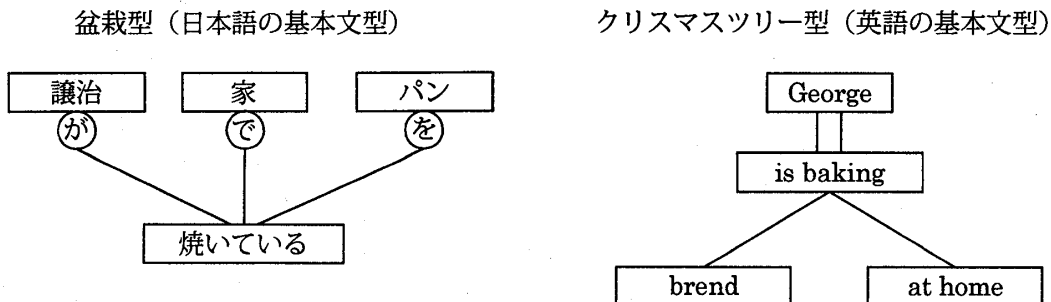 盆栽型（日本語の基本文型）
譲治
が
家
で
パン
を
焼いている
クリスマスツリー型（英語の基本文型）
George
is baking
brend
at home